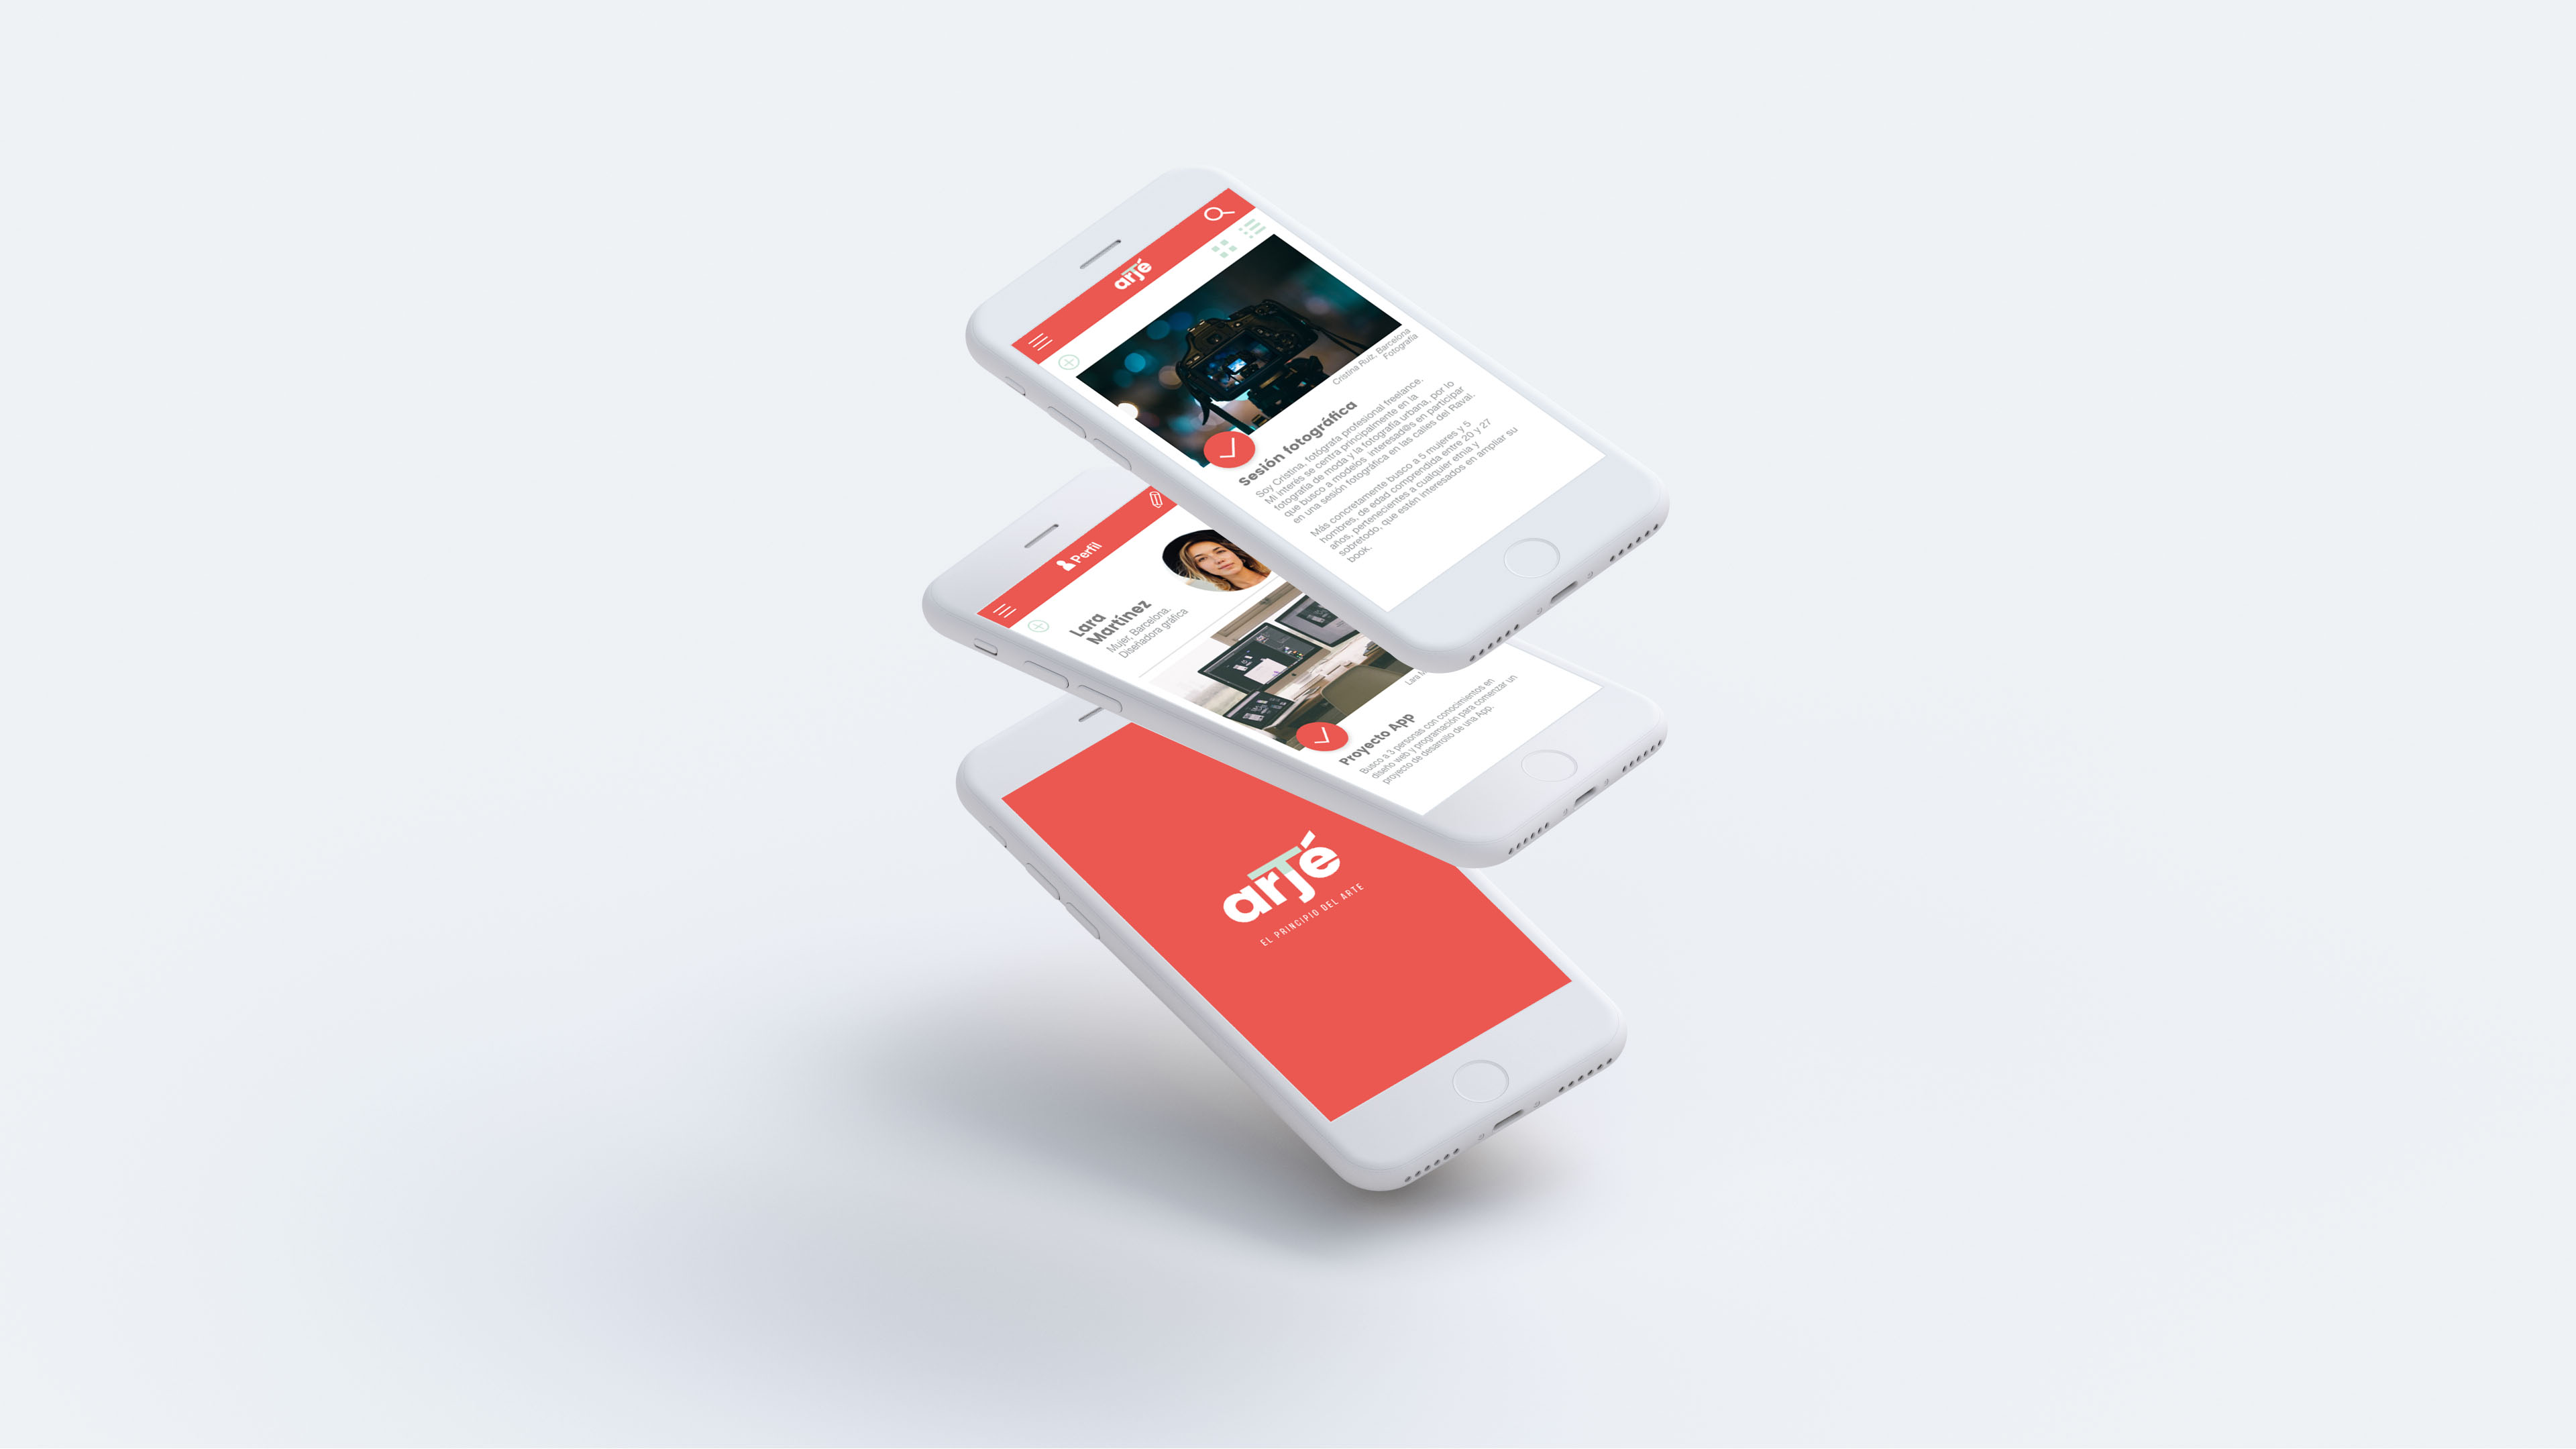 arjé
Cristina Ruiz, Barcelona
Fotografía
Sesión fotográfica
Soy Cristina, fotógrafa profesional freelance.
Mi interés se centra principalmente en la
fotografía de moda y la fotografía urbana, por lo
que busco a modelos interesad@s en participar
en una sesión fotográfica en las calles del Raval.
Más concretamente busco a 5 mujeres y 5
hombres, de edad comprendida entre 20 y 27
años, pertenecientes a cualquier etnia y
sobretodo, que estén interesados en ampliar su
book.
Perfil
Lara
Martínez
Mujer, Barcelona.
Diseñadora gráfica
Lara M
Proyecto App
Busco a 3 personas con conocimientos en
diseño web y programación para comenzar un
proyecto de desarrollo de una App.
arjé
EL PRINCIPIO DEL ARTE